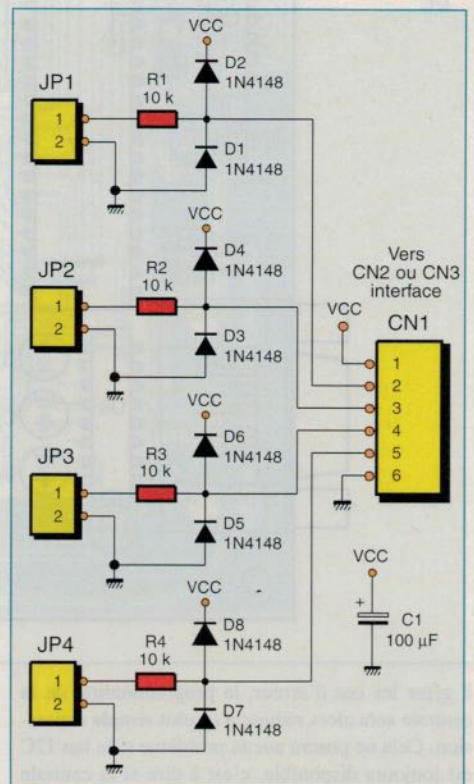 VCC
D2
1N4148
JP1
R1
10 k
1
2
D1
1N4148
VCC
D4
1N4148
JP2
R2
10 k
1
2
D3
1N4148
Vers
CN2 ou CN3
interface
VCC
CN1
1
2
3
4
5
6
VCC
D6
1N4148
JP3
R3
10 k
1
2
D5
1N4148
VCC
+
C1
100 µF
VCC
D8
1N4148
JP4
R4
10 k
1
2
D7
1N4148